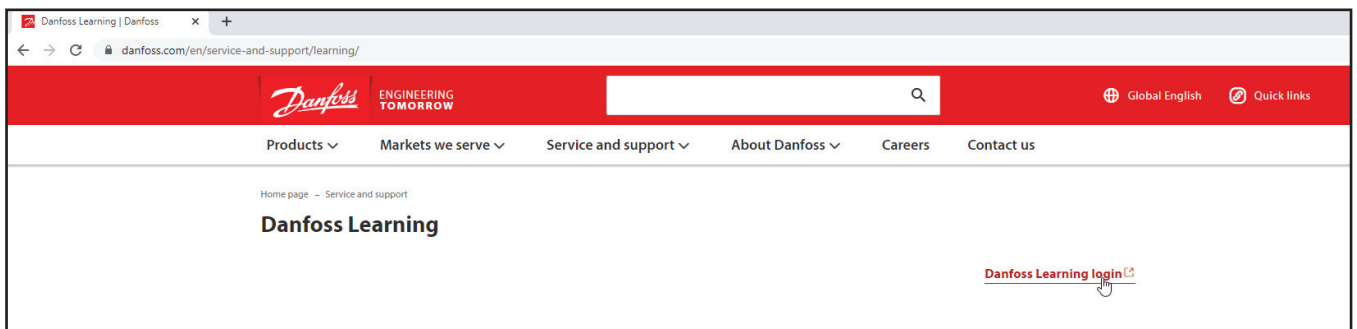 Danfoss Learning | Danfoss
danfoss.com/en/service-and-support/learning/
Danfoss ENGINEERING TOMORROW Global English Quick links
Products Markets we serve Service and support About Danfoss Careers Contact us
Home page – Service and support
Danfoss Learning
Danfoss Learning login